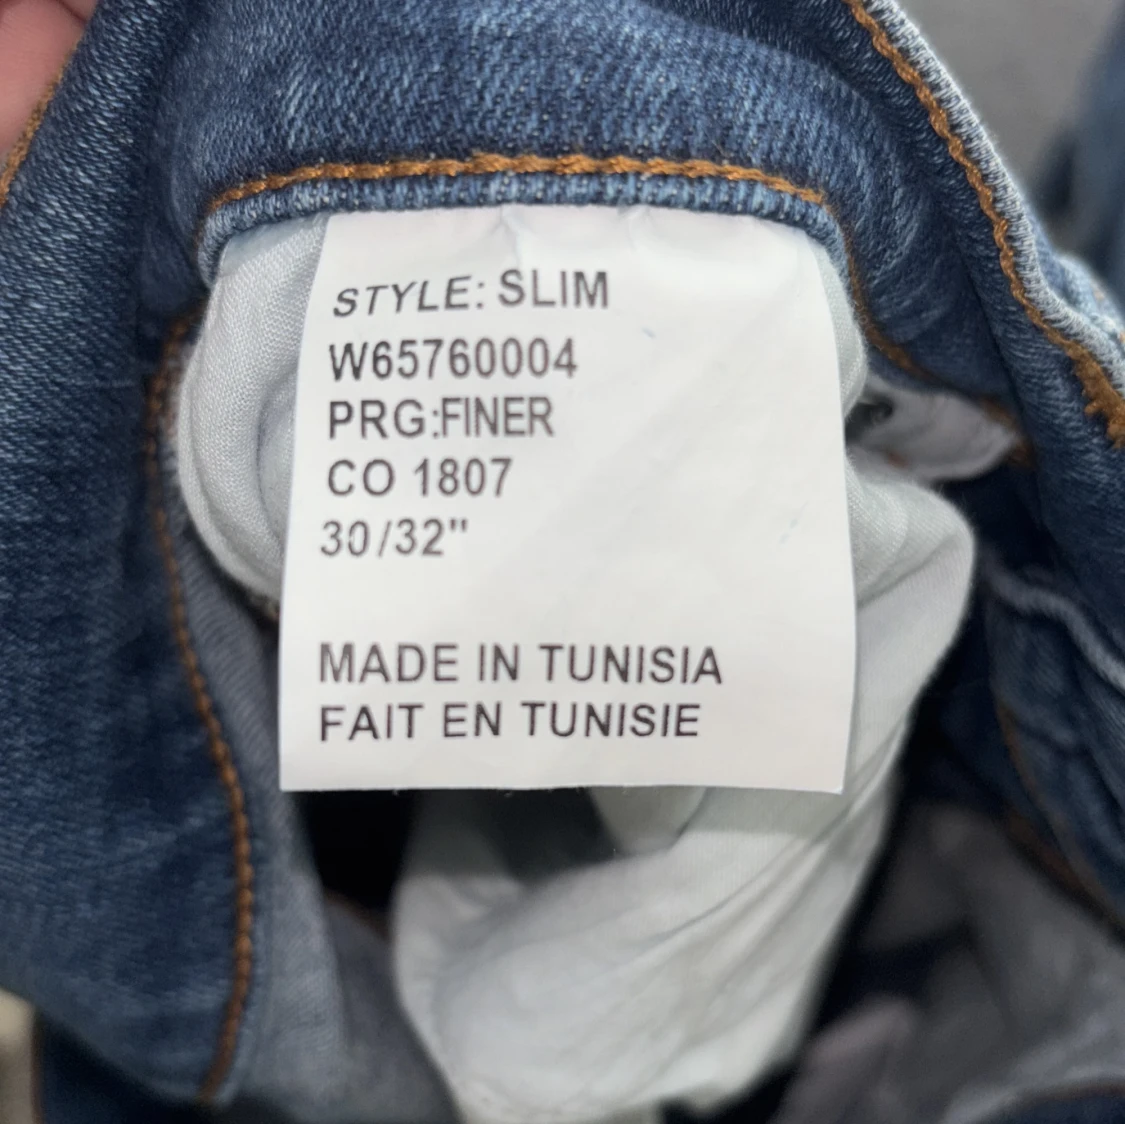 STYLE: SLIM
W65760004
PRG:FINER
CO 1807
30/32"
MADE IN TUNISIA
FAIT EN TUNISIE